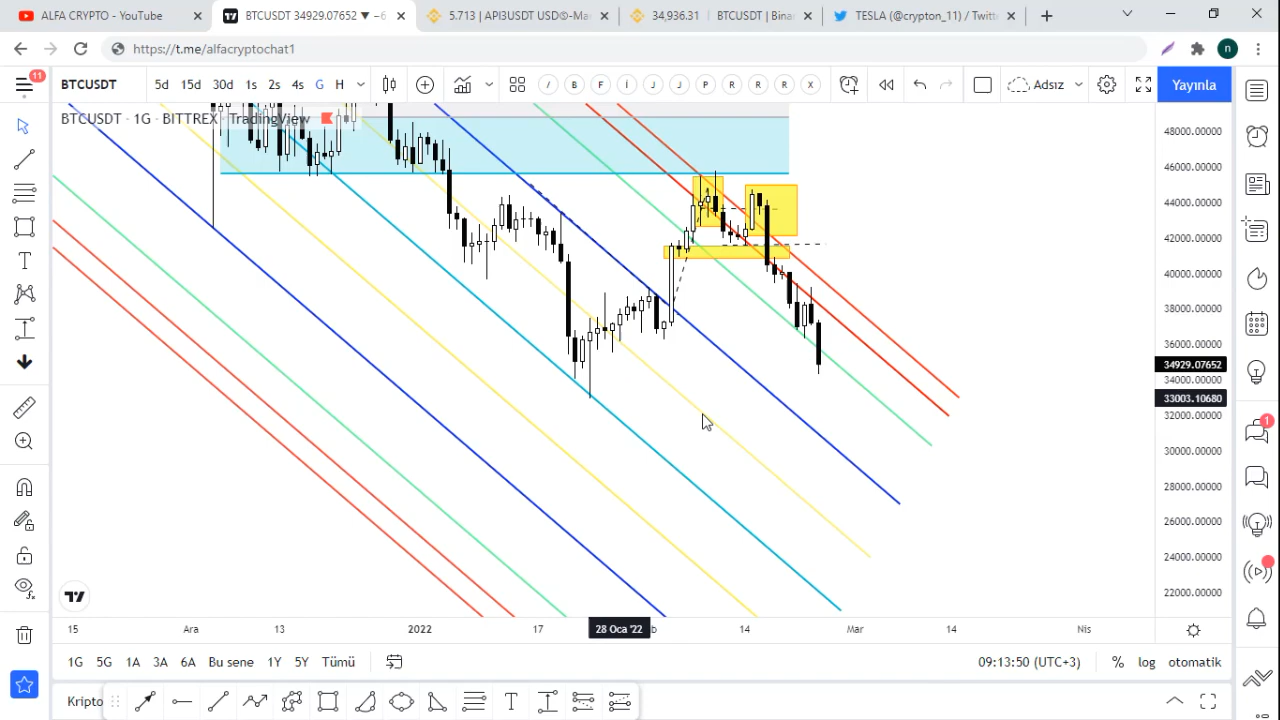 ALFA CRYPTO - YouTube
BTCUSDT 34929.07652 ▼ −6
5.713 | API3USDT USDⓈ-Ma
34,936.31 | BTCUSDT | Binan
TESLA (@crypton_11) / Twitte
https://t.me/alfacryptochat1
n
11
BTCUSDT
5d 15d 30d 1s 2s 4s G H
/ B F İ J J P R R R X
Adsız
Yayınla
BTCUSDT · 1G · BITTREX · TradingView
48000.00000
46000.00000
44000.00000
42000.00000
40000.00000
38000.00000
36000.00000
34929.07652
34000.00000
33003.10680
32000.00000
30000.00000
28000.00000
26000.00000
24000.00000
22000.00000
T
1
15 Ara 13 2022 17 28 Oca '22 b 14 Mar 14 Nis
1G 5G 1A 3A 6A Bu sene 1Y 5Y Tümü
09:13:50 (UTC+3) % log otomatik
Kripto
T